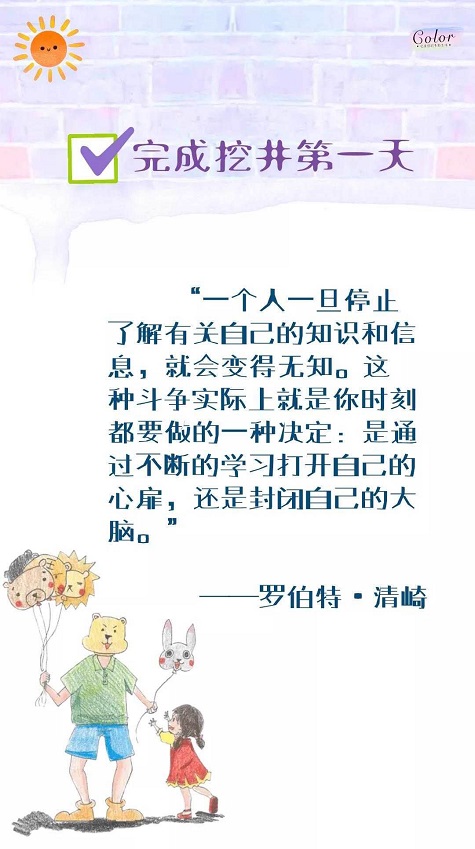 Color
完成挖井第一天
“一个人一旦停止
了解有关自己的知识和信
息，就会变得无知。这
种斗争实际上就是你时刻
都要做的一种决定：是通
过不断的学习打开自己的
心扉，还是封闭自己的大
脑。”
——罗伯特·清崎